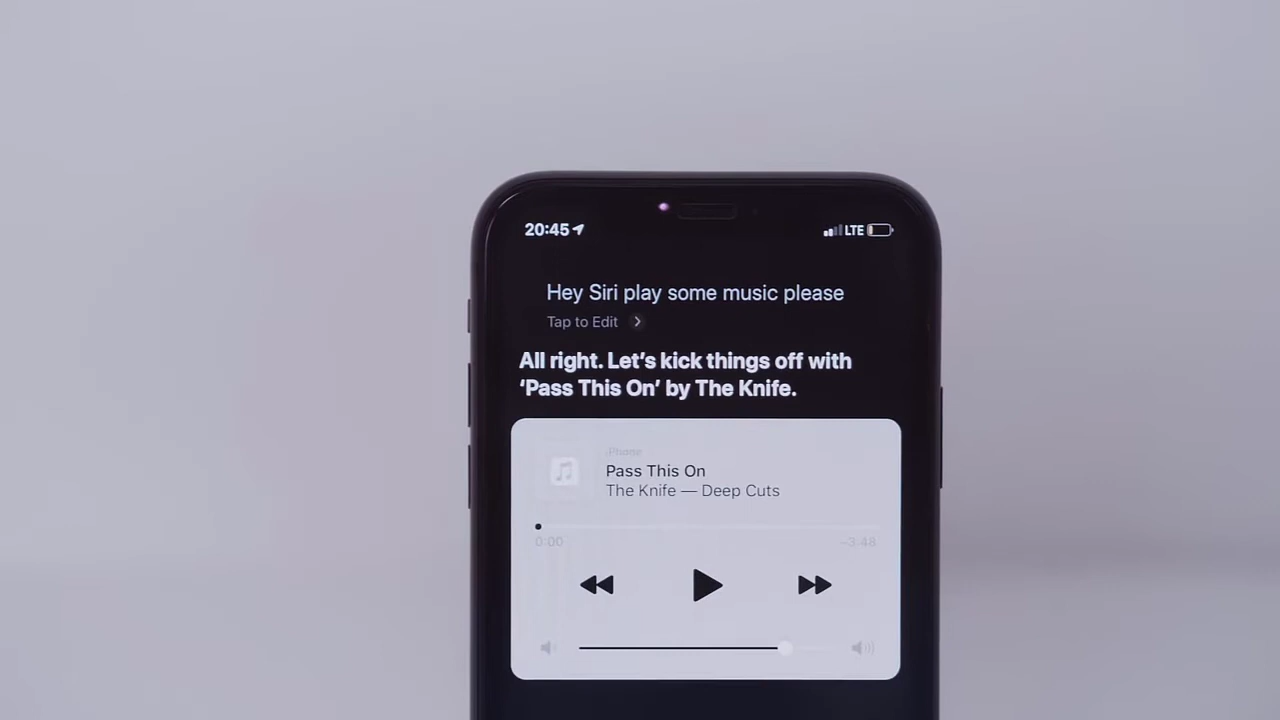 20:45 LTE
Hey Siri play some music please
Tap to Edit
All right. Let's kick things off with
‘Pass This On’ by The Knife.
iPhone
Pass This On
The Knife — Deep Cuts
0:00 –3:48